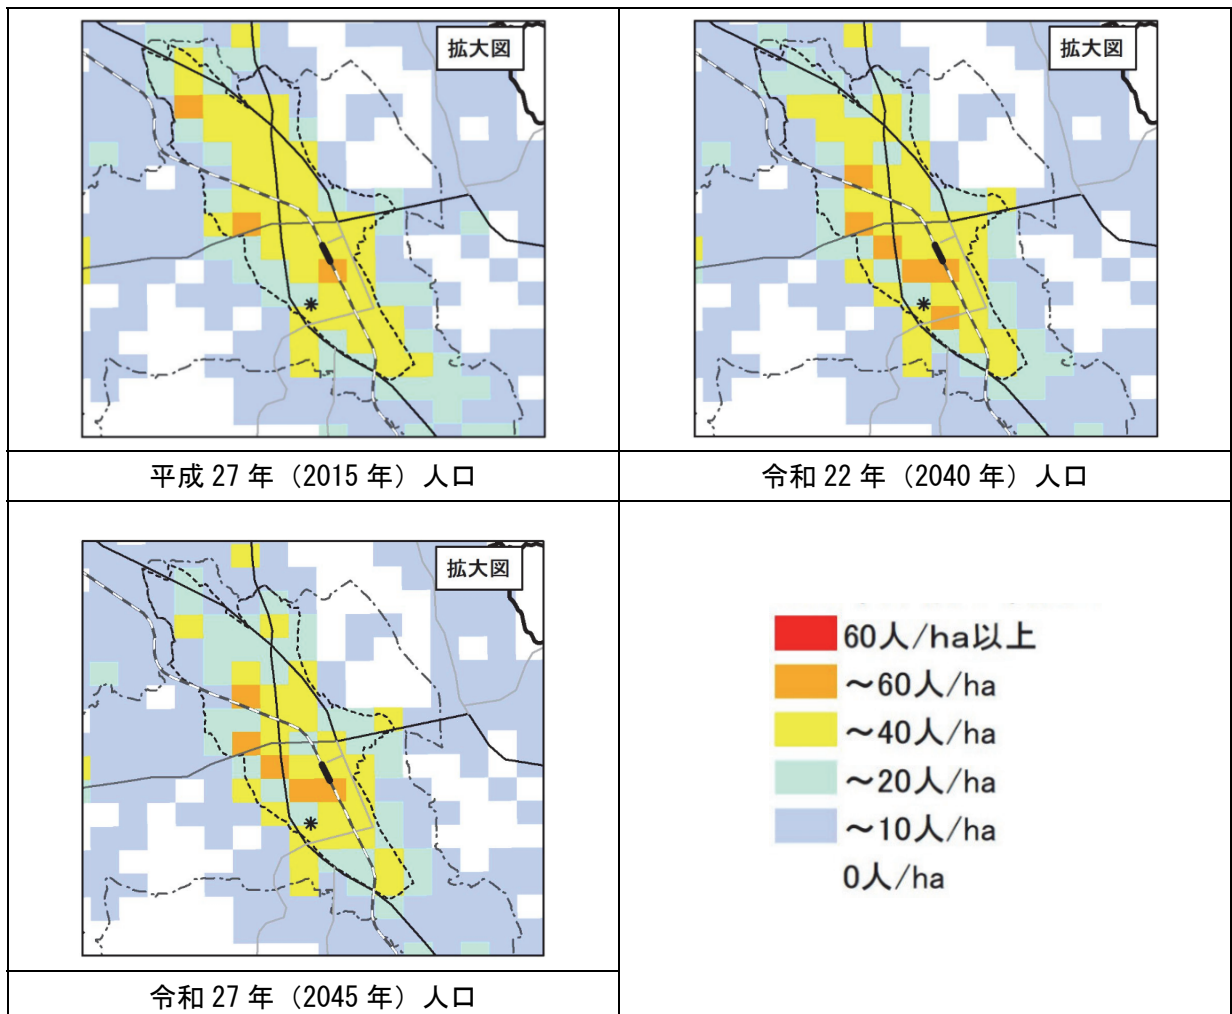 拡大図
拡大図
平成 27 年（2015 年）人口
令和 22 年（2040 年）人口
拡大図
60人/ha以上
～60人/ha
～40人/ha
～20人/ha
～10人/ha
0人/ha
令和 27 年（2045 年）人口